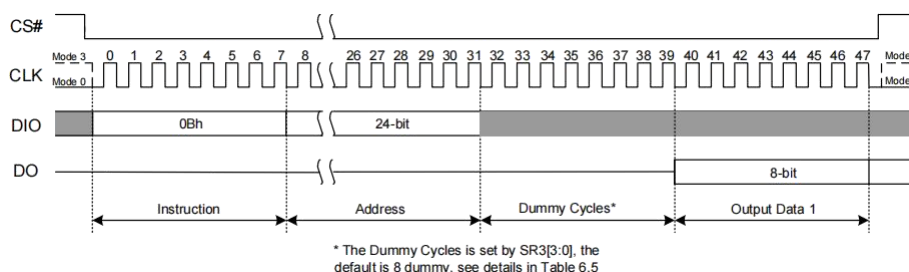 CS#
Mode 3 0 1 2 3 4 5 6 7 8 26 27 28 29 30 31 32 33 34 35 36 37 38 39 40 41 42 43 44 45 46 47 Mode
CLK
Mode 0 Mode
DIO 0Bh 24-bit
DO 8-bit
Instruction Address Dummy Cycles* Output Data 1
* The Dummy Cycles is set by SR3[3:0], the
default is 8 dummy, see details in Table 6.5